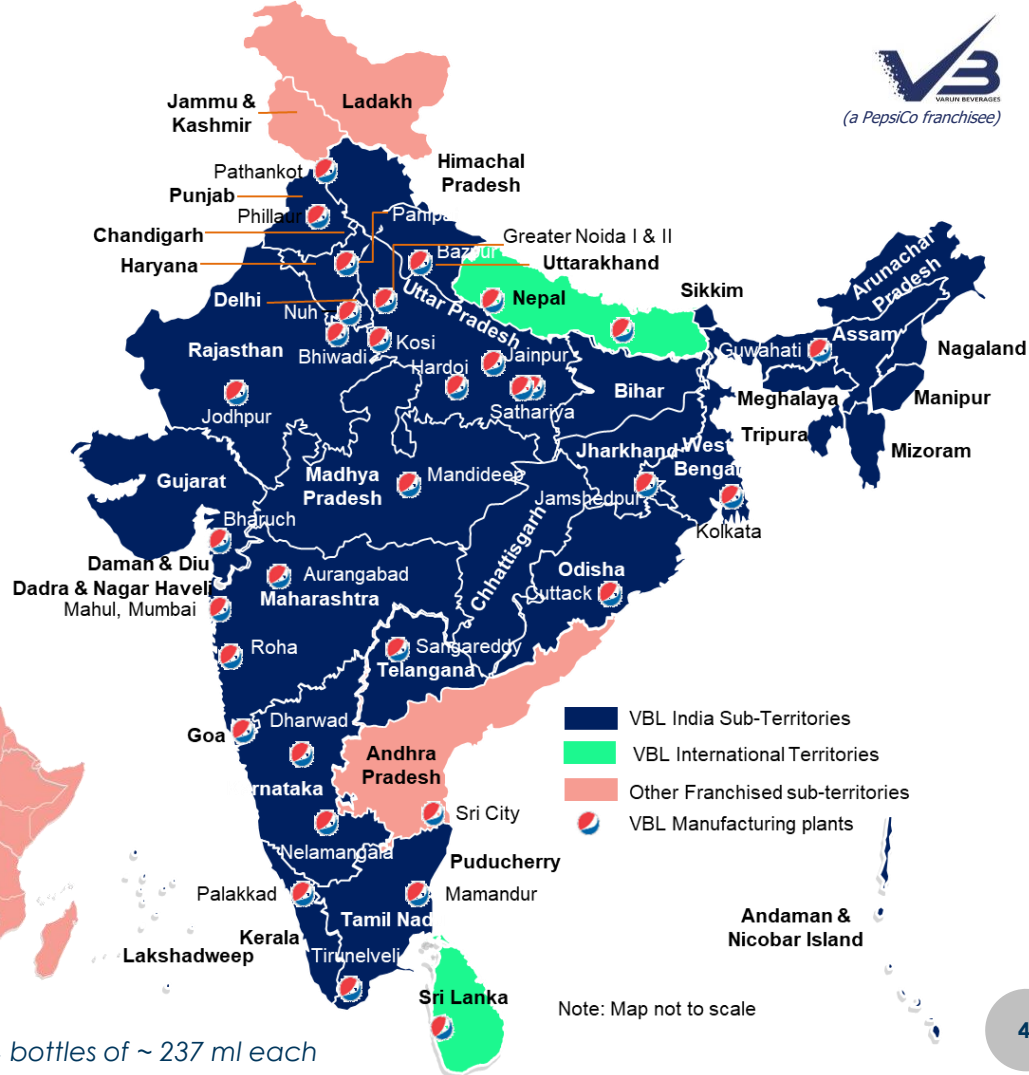 VB
VARUN BEVERAGES
(a PepsiCo franchisee)
Jammu &
Kashmir
Ladakh
Himachal
Pradesh
Pathankot
Punjab
Phillaur
Chandigarh
Haryana
Greater Noida I & II
Bazpur
Uttarakhand
Delhi
Nuh
Uttar Pradesh
Nepal
Sikkim
Arunachal
Pradesh
Assam
Nagaland
Guwahati
Rajasthan
Bhiwadi
Kosi
Hardoi
Jainpur
Jodhpur
Sathariya
Bihar
Meghalaya
Manipur
Tripura
Mizoram
Gujarat
Madhya
Pradesh
Mandideep
Jharkhand
West
Bengal
Jamshedpur
Kolkata
Bharuch
Chhattisgarh
Daman & Diu
Dadra & Nagar Haveli
Mahul, Mumbai
Aurangabad
Maharashtra
Odisha
Cuttack
Roha
Sangareddy
Telangana
Goa
Dharwad
Andhra
Pradesh
rnataka
Sri City
Nelamangala
Puducherry
Palakkad
Mamandur
Tamil Nad
Kerala
Lakshadweep
Tirunelveli
Sri Lanka
VBL India Sub-Territories
VBL International Territories
Other Franchised sub-territories
VBL Manufacturing plants
Andaman &
Nicobar Island
Note: Map not to scale
bottles of ~ 237 ml each
4